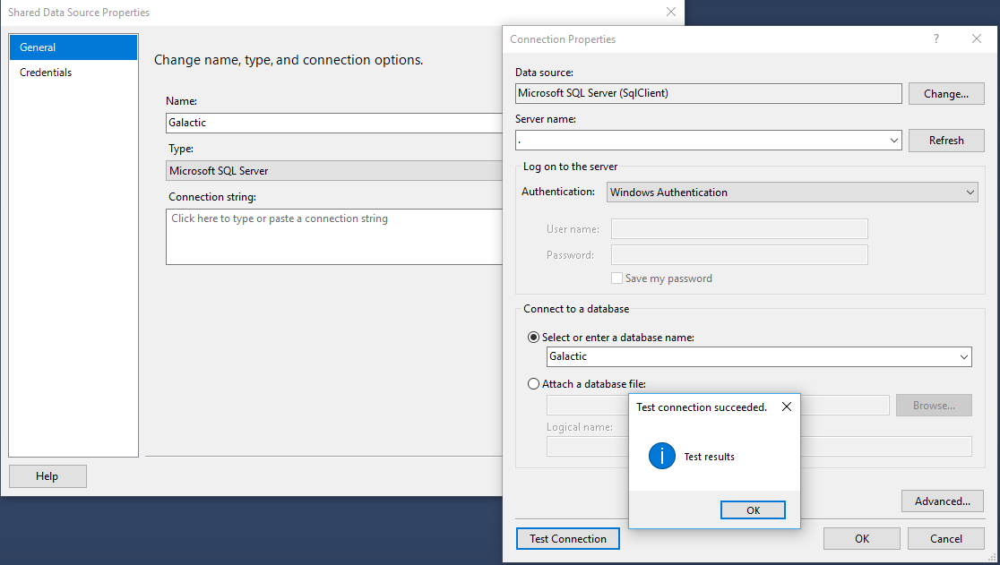 Shared Data Source Properties
General
Credentials
Change name, type, and connection options.
Name:
Galactic
Type:
Microsoft SQL Server
Connection string:
Click here to type or paste a connection string
Help
Connection Properties
?
Data source:
Microsoft SQL Server (SqlClient)
Change...
Server name:
.
Refresh
Log on to the server
Authentication:
Windows Authentication
User name:
Password:
Save my password
Connect to a database
Select or enter a database name:
Galactic
Attach a database file:
Browse...
Logical name:
Test connection succeeded.
i
Test results
OK
Advanced...
Test Connection
OK
Cancel